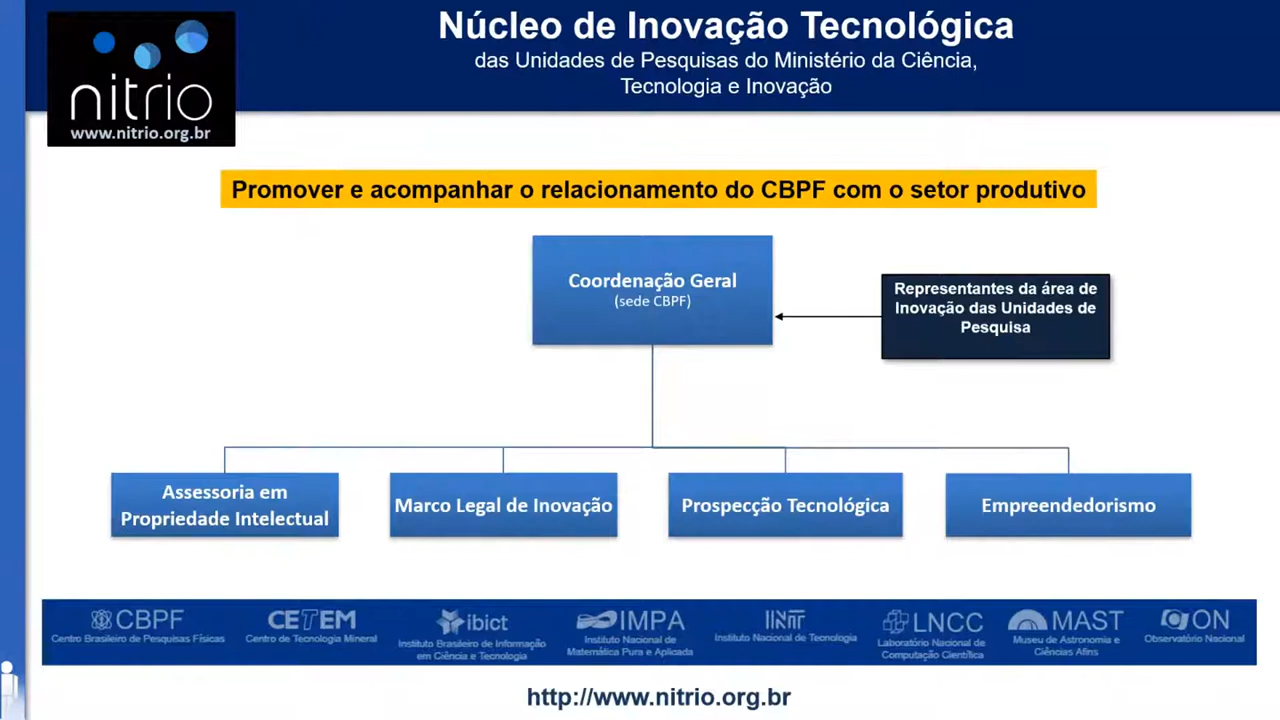 Núcleo de Inovação Tecnológica
das Unidades de Pesquisas do Ministério da Ciência,
Tecnologia e Inovação
nitrio
www.nitrio.org.br
Promover e acompanhar o relacionamento do CBPF com o setor produtivo
Coordenação Geral
(sede CBPF)
Representantes da área de
Inovação das Unidades de
Pesquisa
Assessoria em
Propriedade Intelectual
Marco Legal de Inovação
Prospecção Tecnológica
Empreendedorismo
CBPF
Centro Brasileiro de Pesquisas Físicas
CETEM
Centro de Tecnologia Mineral
ibict
Instituto Brasileiro de Informação
em Ciência e Tecnologia
IMPA
Instituto Nacional de
Matemática Pura e Aplicada
INT
Instituto Nacional de Tecnologia
LNCC
Laboratório Nacional de
Computação Científica
MAST
Museu de Astronomia e
Ciências Afins
ON
Observatório Nacional
http://www.nitrio.org.br